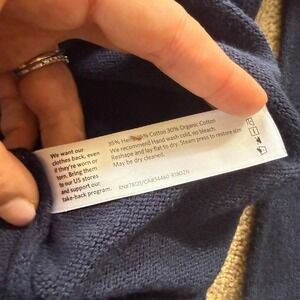 We want our
clothes back, even
if they're worn or
torn. Bring them
to our US stores
and support our
take-back program.
35% Cotton 30% Organic Cotton
We recommend Hand wash cold, no bleach.
Reshape and lay flat to dry. Steam press to restore size
May be dry cleaned.